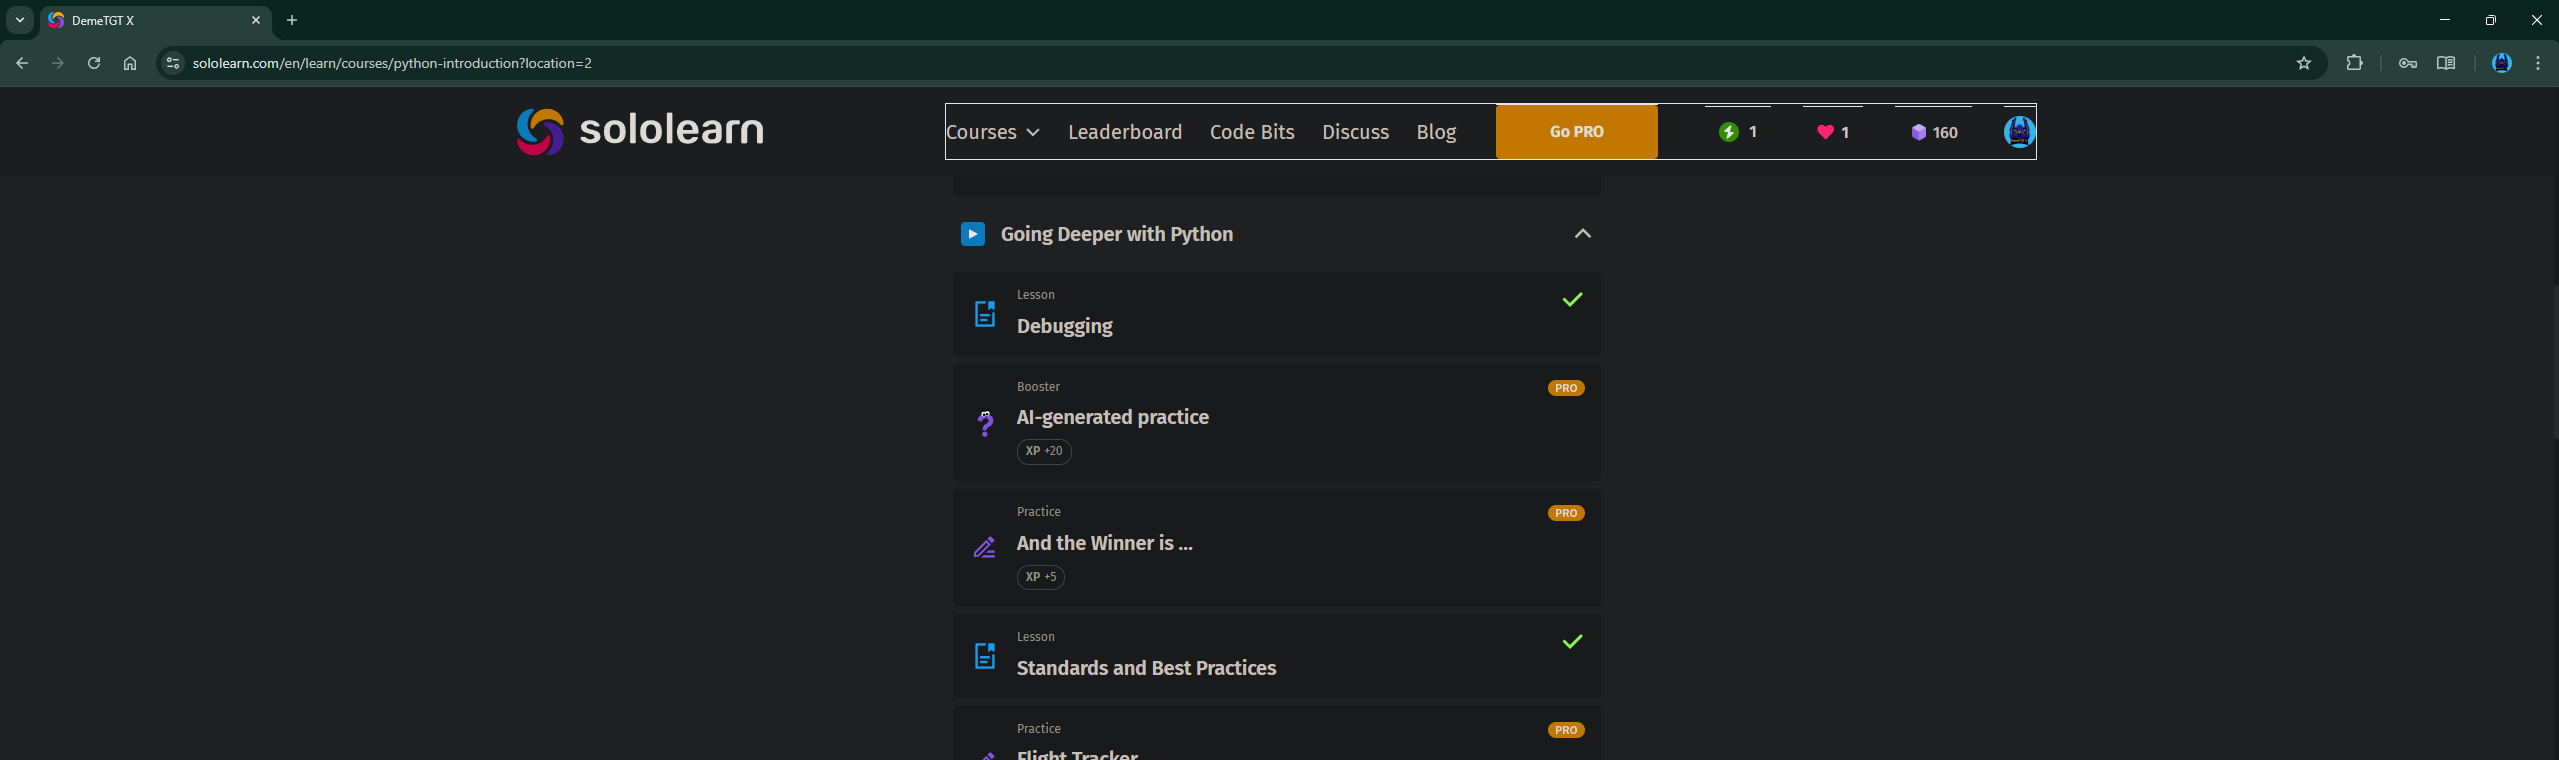 DemeTGT X
sololearn.com/en/learn/courses/python-introduction?location=2
sololearn
Courses Leaderboard Code Bits Discuss Blog Go PRO 1 1 160
Going Deeper with Python
Lesson
Debugging
Booster PRO
AI-generated practice
XP +20
Practice PRO
And the Winner is ...
XP +5
Lesson
Standards and Best Practices
Practice PRO
Flight Tracker